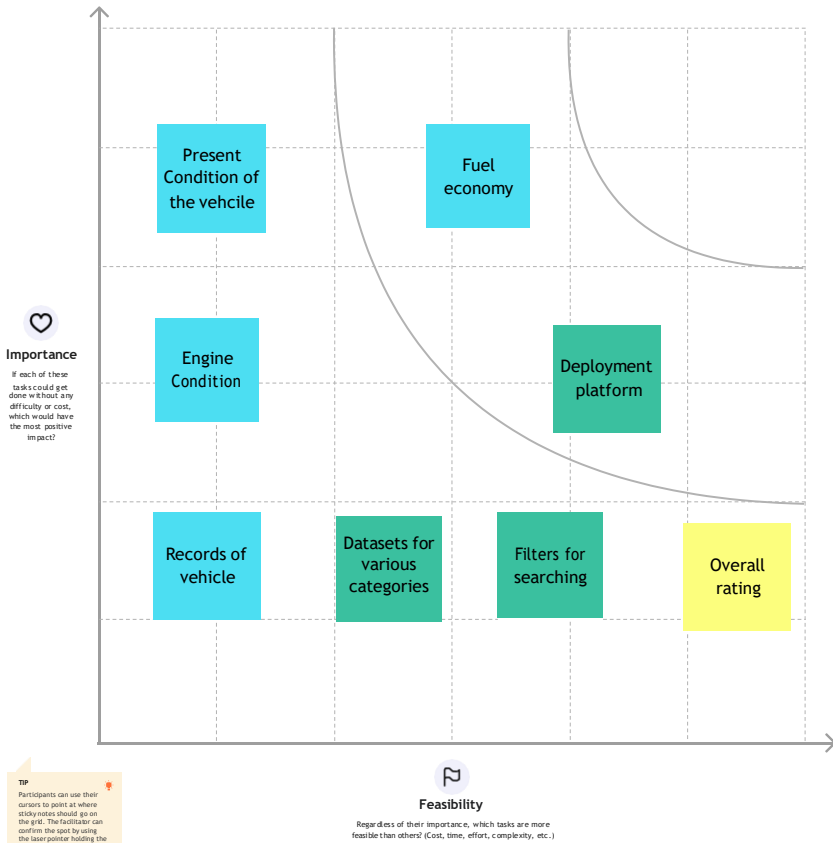 Present
Condition of
the vehcile
Fuel
economy
Engine
Condition
Deployment
platform
Records of
vehicle
Datasets for
various
categories
Filters for
searching
Overall
rating
Importance
If each of these
tasks could get
done without any
difficulty or cost,
which would have
the most positive
impact?
Feasibility
Regardless of their importance, which tasks are more
feasible than others? (Cost, time, effort, complexity, etc.)
TIP
Participants can use their
cursors to point at where
sticky notes should go on
the grid. The facilitator can
confirm the spot by using
the laser pointer holding the